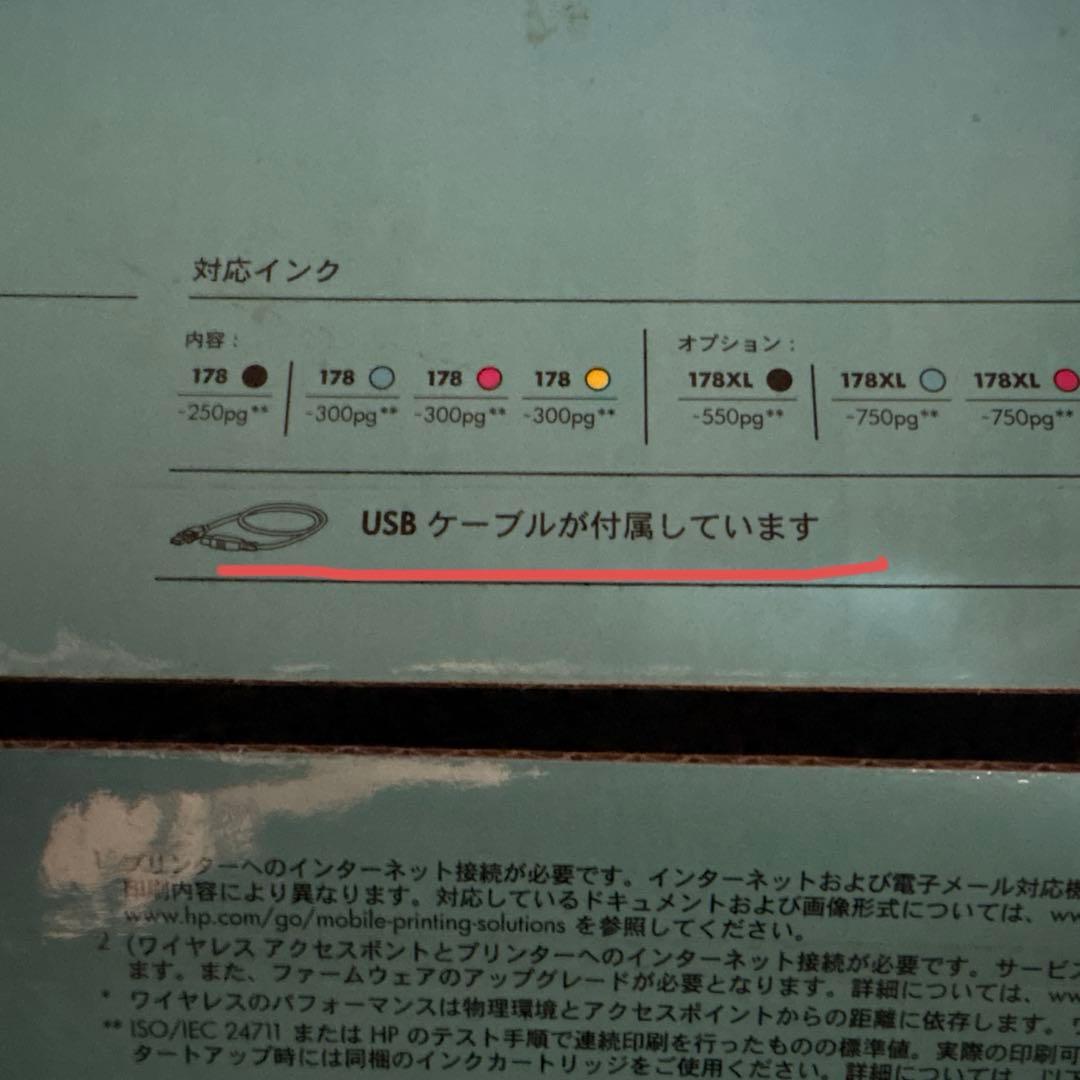 対応インク
内容：
オプション：
178 178 178 178 178XL 178XL 178XL
~250pg** ~300pg** ~300pg** ~300pg** ~550pg** ~750pg** ~750pg**
USB ケーブルが付属しています
1 プリンターへのインターネット接続が必要です。インターネットおよび電子メール対応機
印刷内容により異なります。対応しているドキュメントおよび画像形式については、ww
www.hp.com/go/mobile-printing-solutions を参照してください。
2 (ワイヤレス アクセスポントとプリンターへのインターネット接続が必要です。サービス
ます。また、ファームウェアのアップグレードが必要となります。詳細については、ww
* ワイヤレスのパフォーマンスは物理環境とアクセスポイントからの距離に依存します。
** ISO/IEC 24711 または HP のテスト手順で連続印刷を行ったものの標準値。実際の印刷可
タートアップ時には同梱のインクカートリッジをご使用ください。詳細については、以下